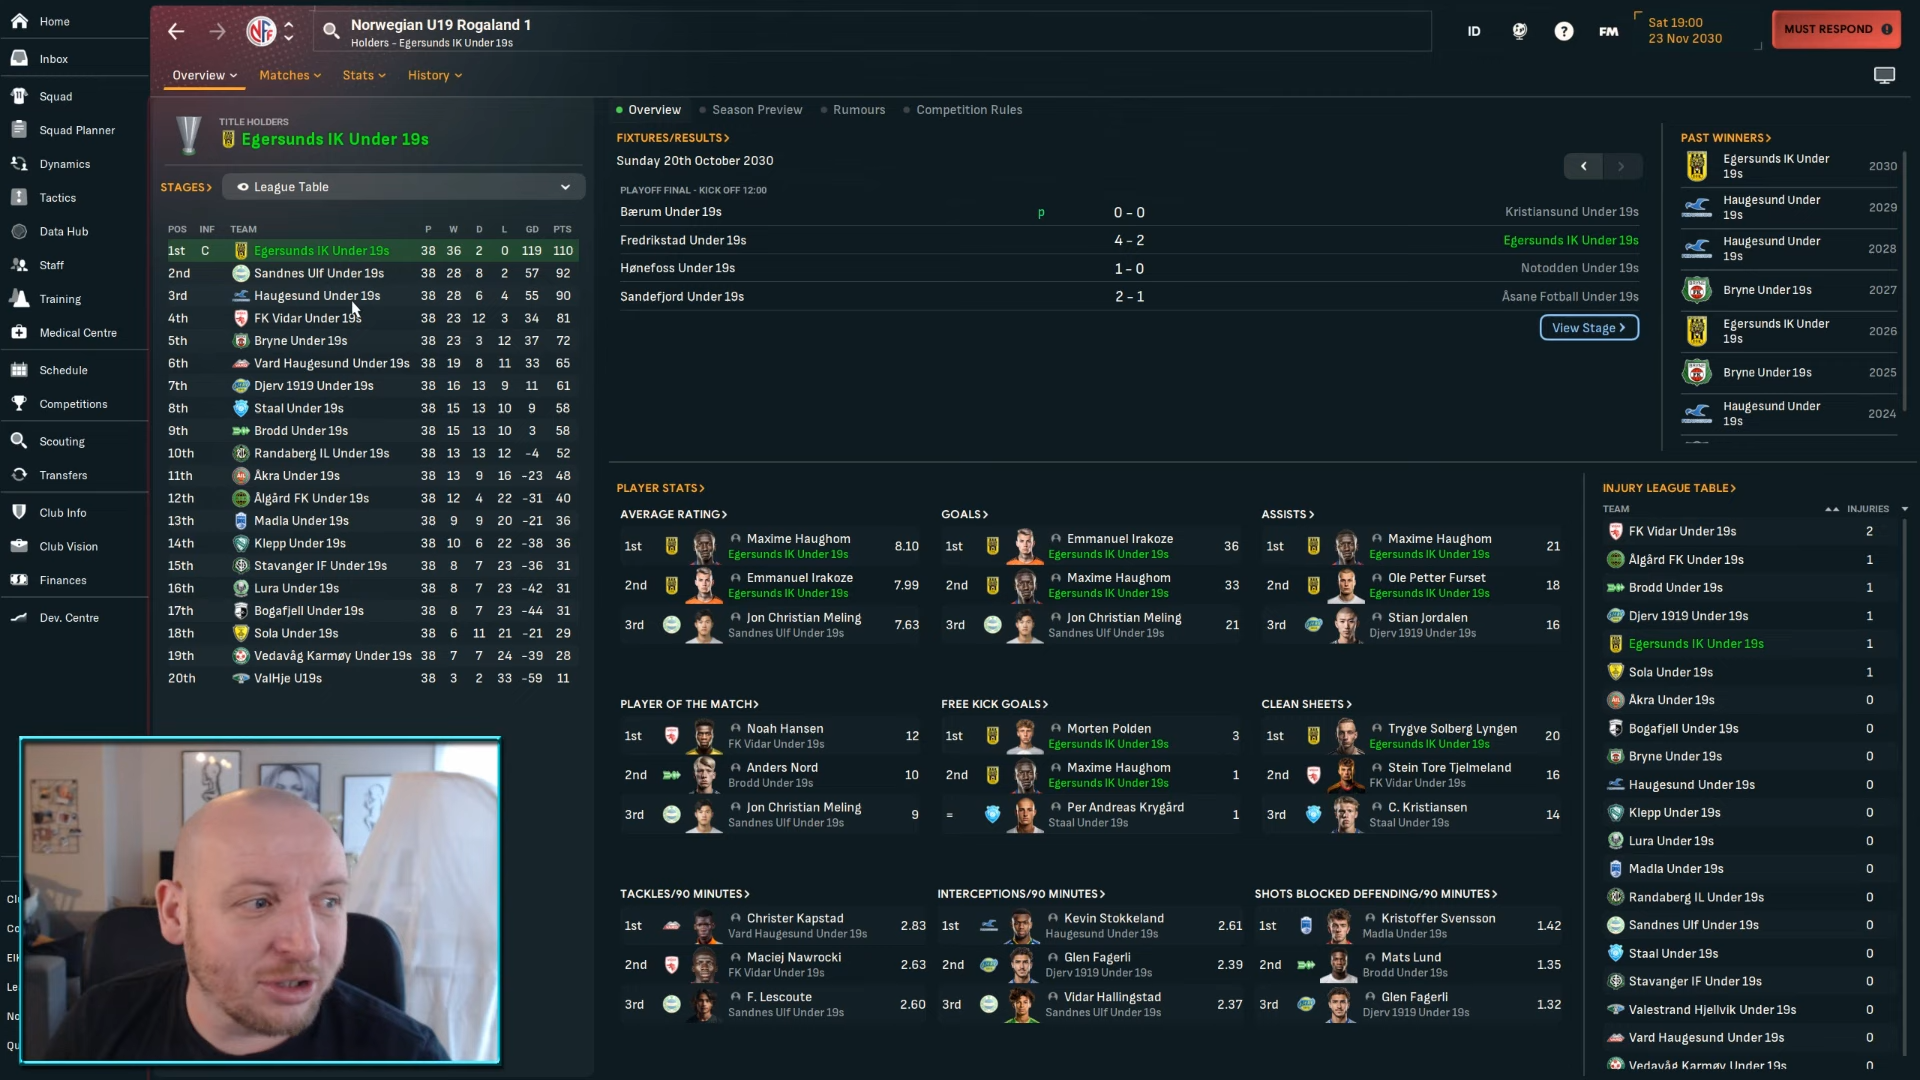 Home
Inbox
Squad
Squad Planner
Dynamics
Tactics
Data Hub
Staff
Training
Medical Centre
Schedule
Competitions
Scouting
Transfers
Club Info
Club Vision
Finances
Dev. Centre
Norwegian U19 Rogaland 1
Holders - Egersunds IK Under 19s
ID
FM
Sat 19:00
23 Nov 2030
MUST RESPOND
Overview
Matches
Stats
History
TITLE HOLDERS
Egersunds IK Under 19s
STAGES>
League Table
POS INF TEAM P W D L GD PTS
1st C Egersunds IK Under 19s 38 36 2 0 119 110
2nd Sandnes Ulf Under 19s 38 28 8 2 57 92
3rd Haugesund Under 19s 38 28 6 4 55 90
4th FK Vidar Under 19s 38 23 12 3 34 81
5th Bryne Under 19s 38 23 3 12 37 72
6th Vard Haugesund Under 19s 38 19 8 11 33 65
7th Djerv 1919 Under 19s 38 16 13 9 11 61
8th Staal Under 19s 38 15 13 10 9 58
9th Brodd Under 19s 38 15 13 10 3 58
10th Randaberg IL Under 19s 38 13 13 12 -4 52
11th Åkra Under 19s 38 13 9 16 -23 48
12th Ålgård FK Under 19s 38 12 4 22 -31 40
13th Madla Under 19s 38 9 9 20 -21 36
14th Klepp Under 19s 38 10 6 22 -38 36
15th Stavanger IF Under 19s 38 8 7 23 -36 31
16th Lura Under 19s 38 8 7 23 -42 31
17th Bogafjell Under 19s 38 8 7 23 -44 31
18th Sola Under 19s 38 6 11 21 -21 29
19th Vedavåg Karmøy Under 19s 38 7 7 24 -39 28
20th ValHje U19s 38 3 2 33 -59 11
Overview
Season Preview
Rumours
Competition Rules
FIXTURES/RESULTS>
Sunday 20th October 2030
PLAYOFF FINAL - KICK OFF 12:00
Bærum Under 19s p 0 - 0 Kristiansund Under 19s
Fredrikstad Under 19s 4 - 2 Egersunds IK Under 19s
Hønefoss Under 19s 1 - 0 Notodden Under 19s
Sandefjord Under 19s 2 - 1 Åsane Fotball Under 19s
View Stage >
PAST WINNERS>
Egersunds IK Under 19s 2030
Haugesund Under 19s 2029
Haugesund Under 19s 2028
Bryne Under 19s 2027
Egersunds IK Under 19s 2026
Bryne Under 19s 2025
Haugesund Under 19s 2024
PLAYER STATS>
AVERAGE RATING>
1st Maxime Haughom 8.10
Egersunds IK Under 19s
2nd Emmanuel Irakoze 7.99
Egersunds IK Under 19s
3rd Jon Christian Meling 7.63
Sandnes Ulf Under 19s
GOALS>
1st Emmanuel Irakoze 36
Egersunds IK Under 19s
2nd Maxime Haughom 33
Egersunds IK Under 19s
3rd Jon Christian Meling 21
Sandnes Ulf Under 19s
ASSISTS>
1st Maxime Haughom 21
Egersunds IK Under 19s
2nd Ole Petter Furset 18
Egersunds IK Under 19s
3rd Stian Jordalen 16
Djerv 1919 Under 19s
PLAYER OF THE MATCH>
1st Noah Hansen 12
FK Vidar Under 19s
2nd Anders Nord 10
Brodd Under 19s
3rd Jon Christian Meling 9
Sandnes Ulf Under 19s
FREE KICK GOALS>
1st Morten Polden 3
Egersunds IK Under 19s
2nd Maxime Haughom 1
Egersunds IK Under 19s
= Per Andreas Krygård 1
Staal Under 19s
CLEAN SHEETS>
1st Trygve Solberg Lyngen 20
Egersunds IK Under 19s
2nd Stein Tore Tjelmeland 16
FK Vidar Under 19s
3rd C. Kristiansen 14
Staal Under 19s
TACKLES/90 MINUTES>
1st Christer Kapstad 2.83
Vard Haugesund Under 19s
2nd Maciej Nawrocki 2.63
FK Vidar Under 19s
3rd F. Lescoute 2.60
Sandnes Ulf Under 19s
INTERCEPTIONS/90 MINUTES>
1st Kevin Stokkeland 2.61
Haugesund Under 19s
2nd Glen Fagerli 2.39
Djerv 1919 Under 19s
3rd Vidar Hallingstad 2.37
Sandnes Ulf Under 19s
SHOTS BLOCKED DEFENDING/90 MINUTES>
1st Kristoffer Svensson 1.42
Madla Under 19s
2nd Mats Lund 1.35
Brodd Under 19s
3rd Glen Fagerli 1.32
Djerv 1919 Under 19s
INJURY LEAGUE TABLE>
TEAM INJURIES
FK Vidar Under 19s 2
Ålgård FK Under 19s 1
Brodd Under 19s 1
Djerv 1919 Under 19s 1
Egersunds IK Under 19s 1
Sola Under 19s 1
Åkra Under 19s 0
Bogafjell Under 19s 0
Bryne Under 19s 0
Haugesund Under 19s 0
Klepp Under 19s 0
Lura Under 19s 0
Madla Under 19s 0
Randaberg IL Under 19s 0
Sandnes Ulf Under 19s 0
Staal Under 19s 0
Stavanger IF Under 19s 0
Valestrand Hjellvik Under 19s 0
Vard Haugesund Under 19s 0
Vedavåg Karmøy Under 19s 0